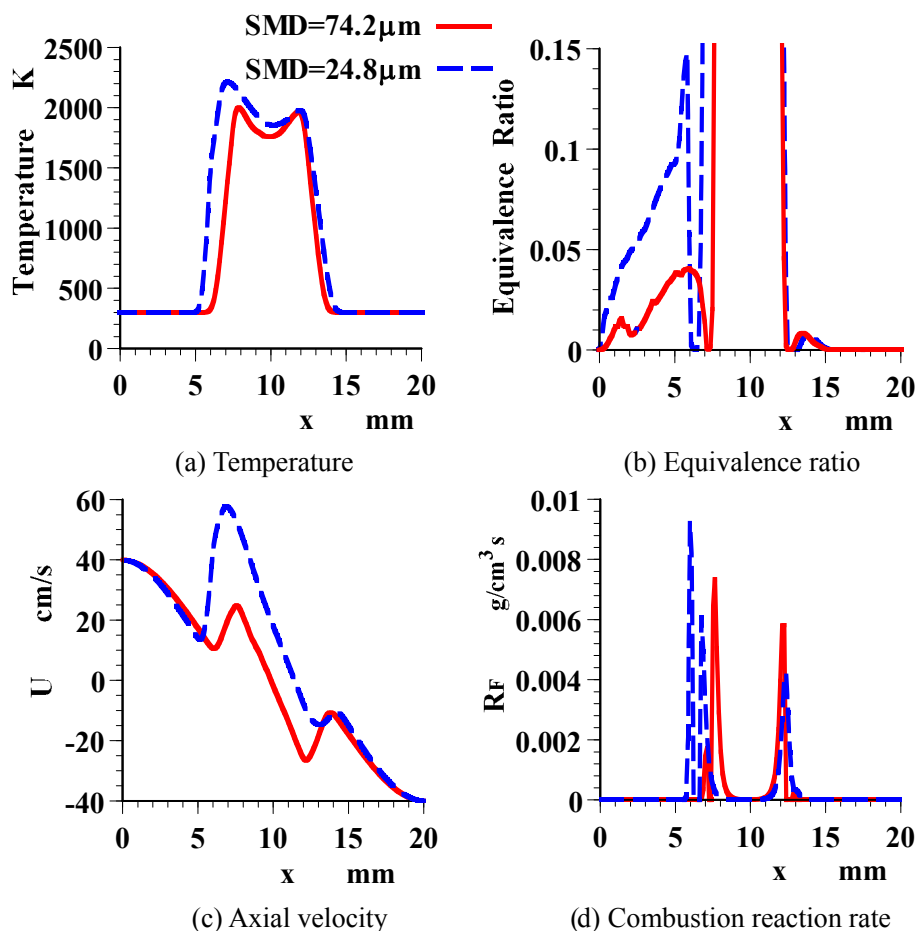 SMD=74.2μm
SMD=24.8μm
Temperature K
2500
2000
1500
1000
500
0
0 5 10 15 20
x mm
(a) Temperature
Equivalence Ratio
0.15
0.1
0.05
0
0 5 10 15 20
x mm
(b) Equivalence ratio
U cm/s
60
40
20
0
-20
-40
0 5 10 15 20
x mm
(c) Axial velocity
RF g/cm³ s
0.01
0.008
0.006
0.004
0.002
0
0 5 10 15 20
x mm
(d) Combustion reaction rate